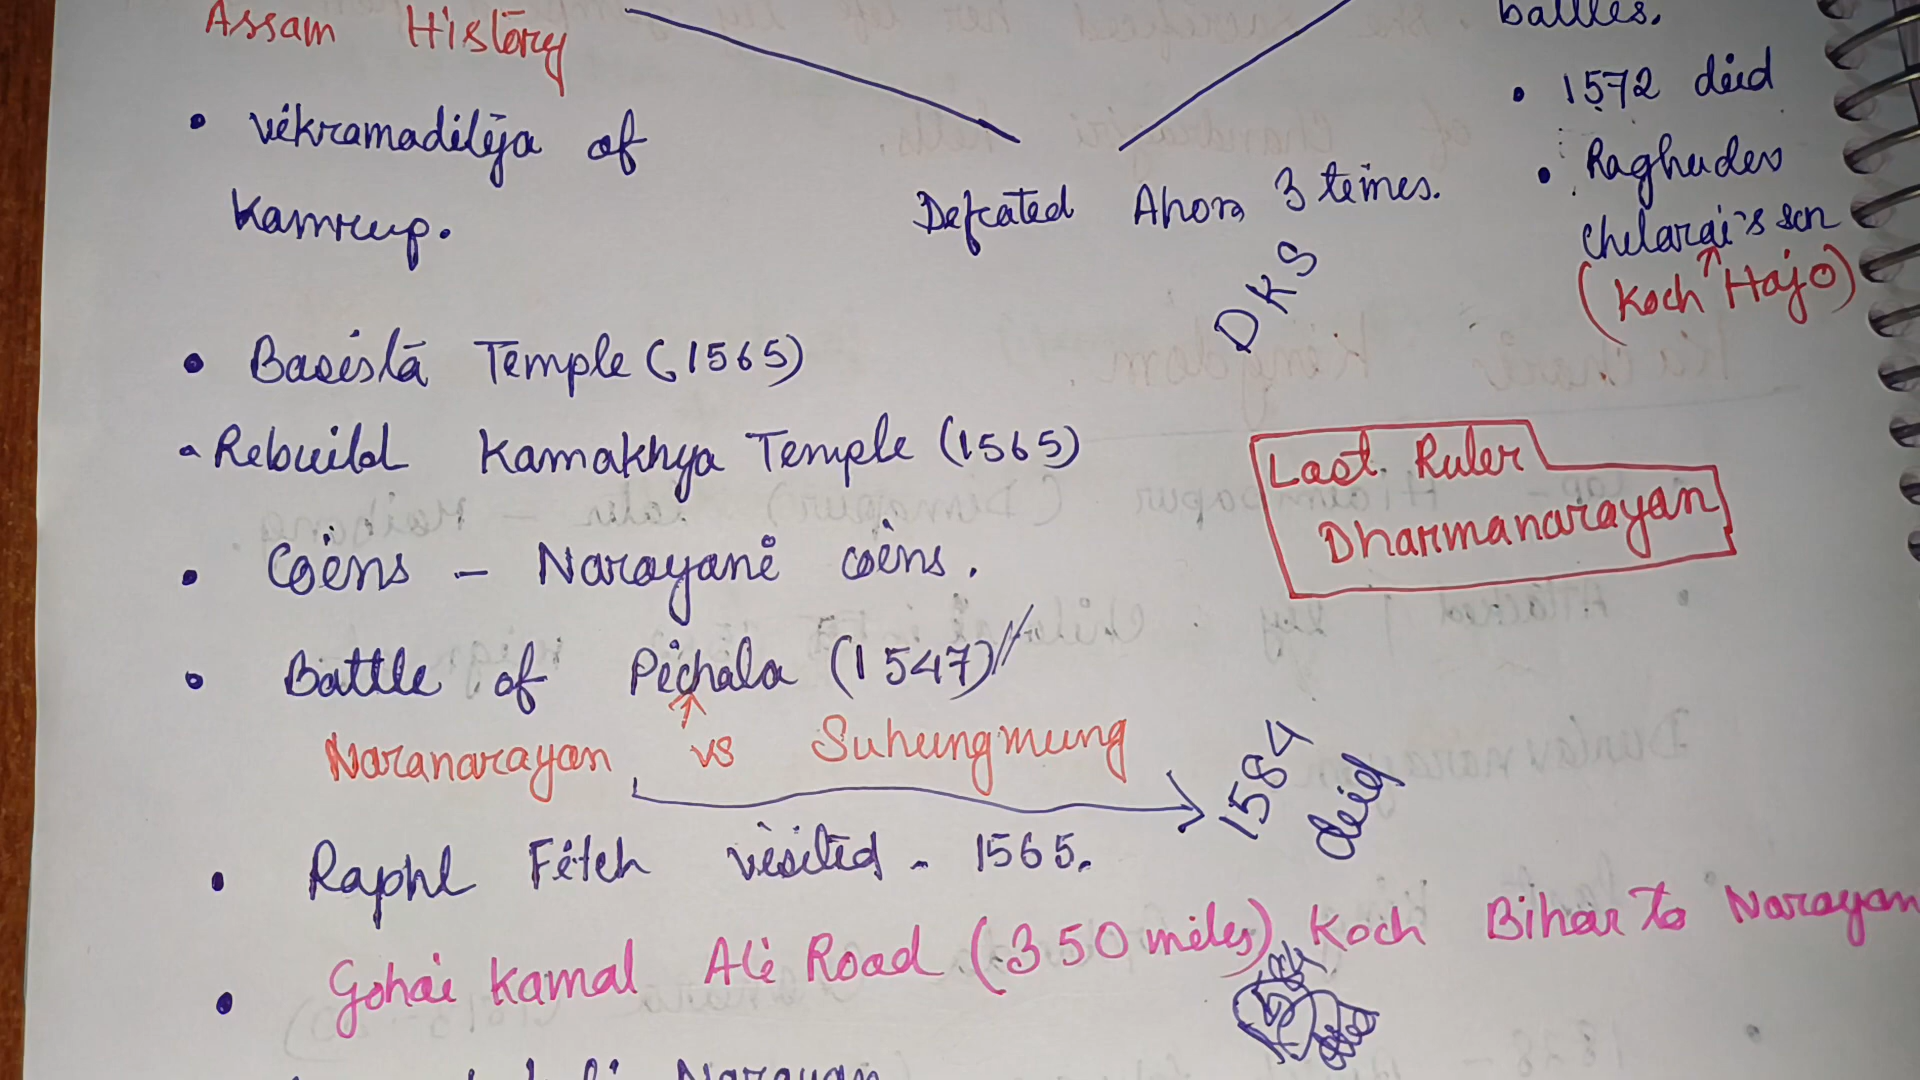 Assam History
battles.
• vikramaditya of
Kamrup.
• 1572 died
• Raghudev
chilarai's son
(Koch Hajo)
Defeated Ahom 3 times.
DKS
• Basista Temple (1565)
- Rebuild Kamakhya Temple (1565)
Last Ruler
Dharmanarayan
• Coins - Narayani coins.
• Battle of Pichala (1547)
Naranarayan vs Suhungmung
1584
died
• Raphl Fitch visited - 1565.
• Gohai Kamal Ali Road (350 miles) Koch Bihar to Narayan
Narayan